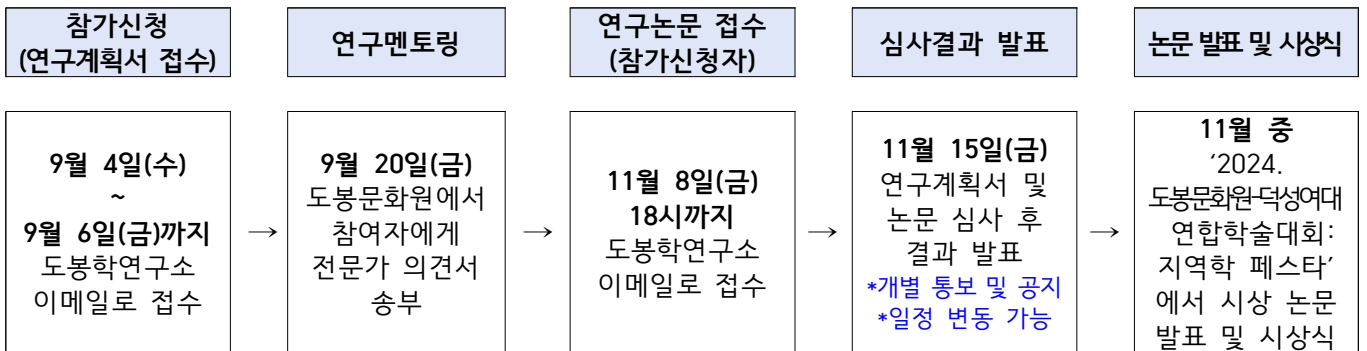 참가신청
(연구계획서 접수)
연구멘토링
연구논문 접수
(참가신청자)
심사결과 발표
논문 발표 및 시상식
9월 4일(수)
~
9월 6일(금)까지
도봉학연구소
이메일로 접수
→
9월 20일(금)
도봉문화원에서
참여자에게
전문가 의견서
송부
→
11월 8일(금)
18시까지
도봉학연구소
이메일로 접수
→
11월 15일(금)
연구계획서 및
논문 심사 후
결과 발표
*개별 통보 및 공지
*일정 변동 가능
→
11월 중
‘2024.
도봉문화원-덕성여대
연합학술대회:
지역학 페스타’
에서 시상 논문
발표 및 시상식